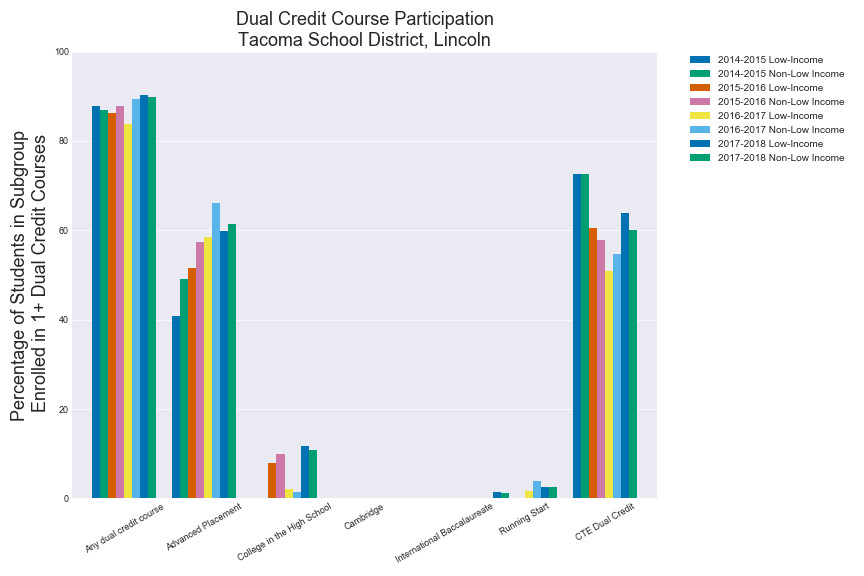 Dual Credit Course Participation
Tacoma School District, Lincoln
Percentage of Students in Subgroup
Enrolled in 1+ Dual Credit Courses
100
80
60
40
20
0
Any dual credit course
Advanced Placement
College in the High School
Cambridge
International Baccalaureate
Running Start
CTE Dual Credit
2014-2015 Low-Income
2014-2015 Non-Low Income
2015-2016 Low-Income
2015-2016 Non-Low Income
2016-2017 Low-Income
2016-2017 Non-Low Income
2017-2018 Low-Income
2017-2018 Non-Low Income